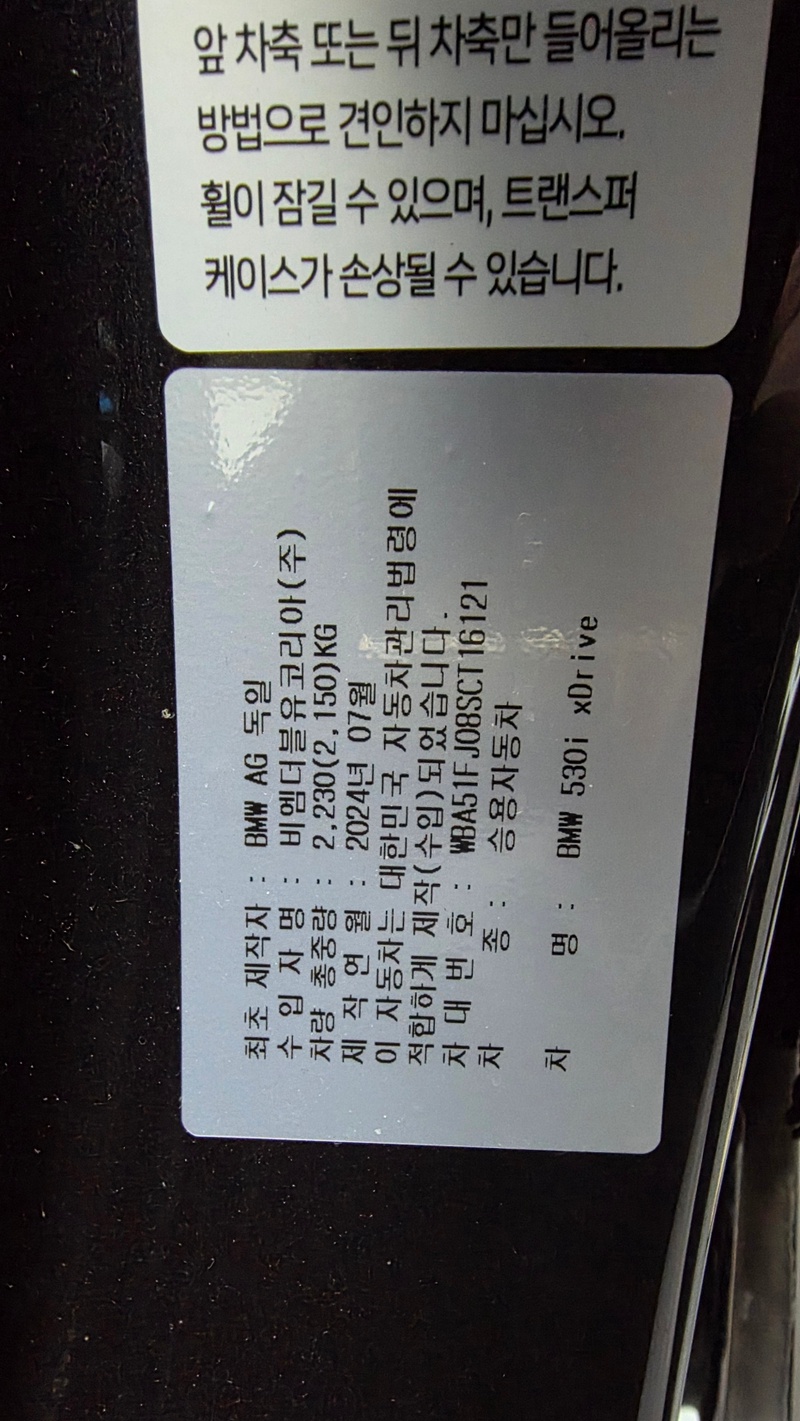 앞 차축 또는 뒤 차축만 들어올리는
방법으로 견인하지 마십시오.
휠이 잠길 수 있으며, 트랜스퍼
케이스가 손상될 수 있습니다.
최초 제작자 : BMW AG 독일
수 입 자 명 : 비엠더블유코리아(주)
차량 총중량 : 2,230(2,150)KG
제 작 연 월 : 2024년 07월
이 자동차는 대한민국 자동차관리법령에
적합하게 제작(수입)되었습니다.
차 대 번 호 : WBA51FJ08SCT16121
차 종 : 승용자동차
차 명 : BMW 530i xDrive